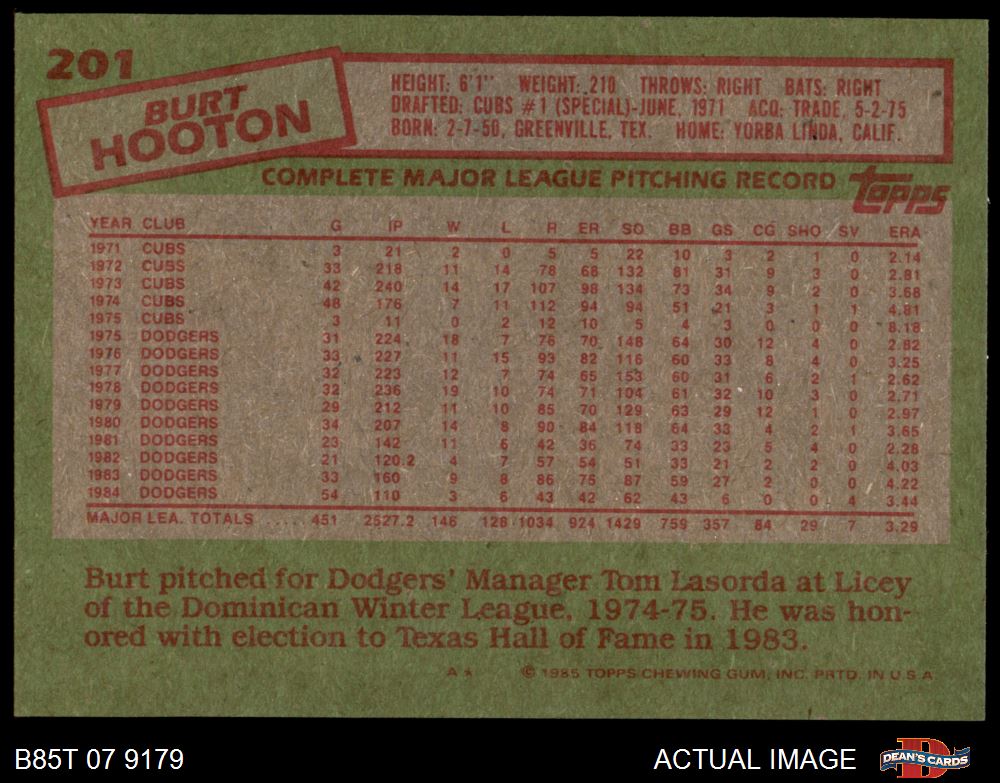 201
BURT
HOOTON
HEIGHT: 6'1" WEIGHT: 210 THROWS: RIGHT BATS: RIGHT
DRAFTED: CUBS #1 (SPECIAL)-JUNE, 1971 ACQ: TRADE, 5-2-75
BORN: 2-7-50, GREENVILLE, TEX. HOME: YORBA LINDA, CALIF.
COMPLETE MAJOR LEAGUE PITCHING RECORD topps
YEAR CLUB G IP W L R ER SO BB GS CG SHO SV ERA
1971 CUBS 3 21 2 0 5 5 22 10 3 2 1 0 2.14
1972 CUBS 33 218 11 14 78 68 132 81 31 9 3 0 2.81
1973 CUBS 42 240 14 17 107 98 134 73 34 9 2 0 3.68
1974 CUBS 48 176 7 11 112 94 94 51 21 3 1 1 4.81
1975 CUBS 3 11 0 2 12 10 5 4 3 0 0 0 8.18
1975 DODGERS 31 224 18 7 76 70 148 64 30 12 4 0 2.82
1976 DODGERS 33 227 11 15 93 82 116 60 33 8 4 0 3.25
1977 DODGERS 32 223 12 7 74 65 153 60 31 6 2 1 2.62
1978 DODGERS 32 236 19 10 74 71 104 61 32 10 3 0 2.71
1979 DODGERS 29 212 11 10 85 70 129 63 29 12 1 0 2.97
1980 DODGERS 34 207 14 8 90 84 118 64 33 4 2 1 3.65
1981 DODGERS 23 142 11 6 42 36 74 33 23 5 4 0 2.28
1982 DODGERS 21 120.2 4 7 57 54 51 33 21 2 2 0 4.03
1983 DODGERS 33 160 9 8 86 75 87 59 27 2 0 0 4.22
1984 DODGERS 54 110 3 6 43 42 62 43 6 0 0 4 3.44
MAJOR LEA. TOTALS ..... 451 2527.2 146 128 1034 924 1429 759 357 84 29 7 3.29
Burt pitched for Dodgers' Manager Tom Lasorda at Licey
of the Dominican Winter League, 1974-75. He was hon-
ored with election to Texas Hall of Fame in 1983.
A* © 1985 TOPPS CHEWING GUM, INC. PRTD. IN U.S.A.
B85T 07 9179 ACTUAL IMAGE DEAN'S CARDS